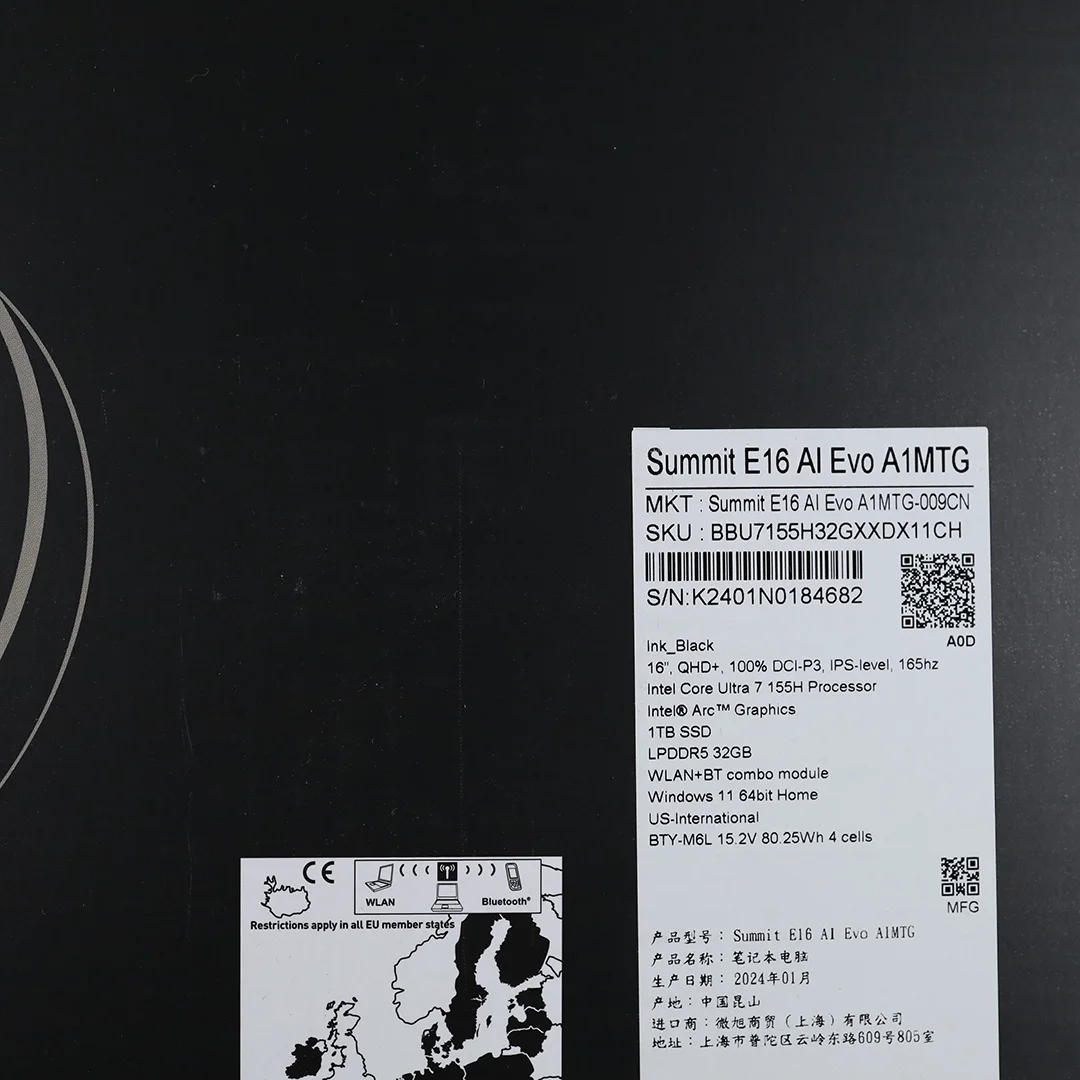 Summit E16 AI Evo A1MTG
MKT : Summit E16 AI Evo A1MTG-009CN
SKU : BBU7155H32GXXDX11CH
S/N:K2401N0184682
A0D
Ink_Black
16", QHD+, 100% DCI-P3, IPS-level, 165hz
Intel Core Ultra 7 155H Processor
Intel® Arc™ Graphics
1TB SSD
LPDDR5 32GB
WLAN+BT combo module
Windows 11 64bit Home
US-International
BTY-M6L 15.2V 80.25Wh 4 cells
MFG
产品型号： Summit E16 AI Evo A1MTG
产品名称：笔记本电脑
生产日期： 2024年01月
产地：中国昆山
进口商：微旭商贸（上海）有限公司
地址：上海市普陀区云岭东路609号805室
CE
WLAN
Bluetooth®
Restrictions apply in all EU member states